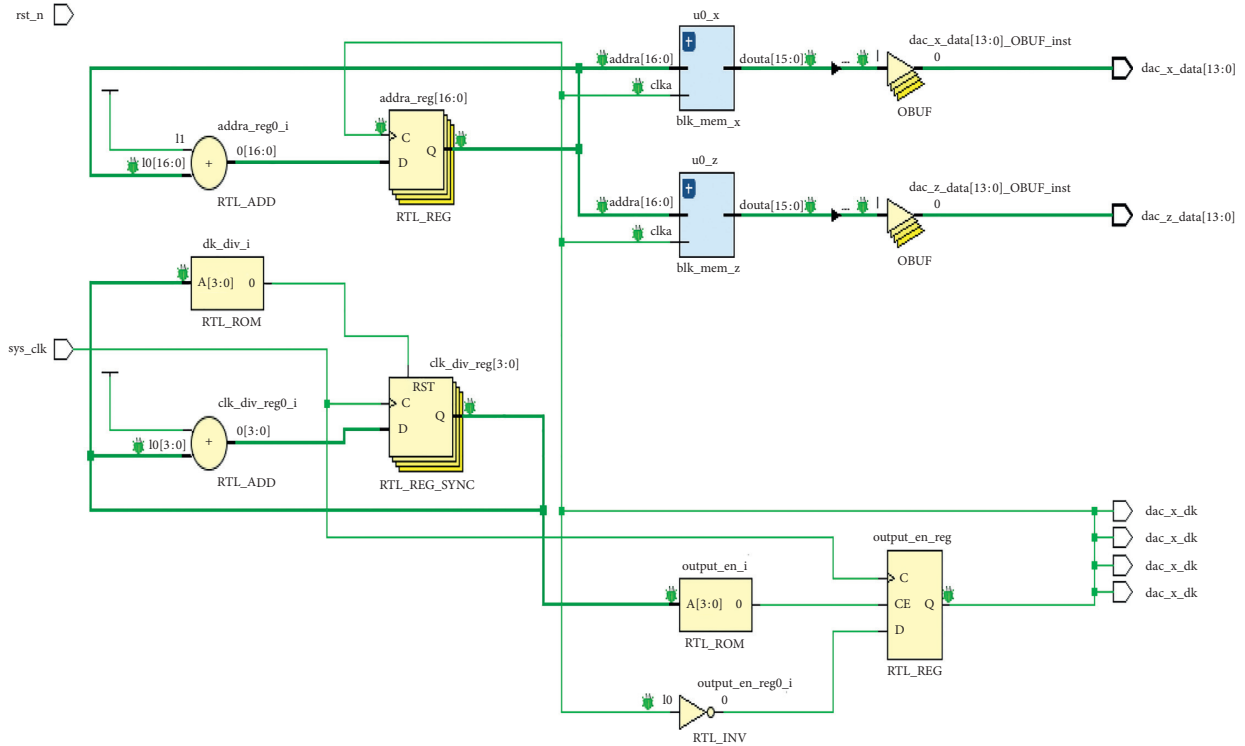 rst_n
u0_x
addra[16:0]
douta[15:0]
clka
blk_mem_x
dac_x_data[13:0]_OBUF_inst
I
0
OBUF
dac_x_data[13:0]
addra_reg[16:0]
C
D
Q
RTL_REG
addra_reg0_i
l1
l0[16:0]
+
0[16:0]
RTL_ADD
u0_z
addra[16:0]
douta[15:0]
clka
blk_mem_z
dac_z_data[13:0]_OBUF_inst
I
0
OBUF
dac_z_data[13:0]
dk_div_i
A[3:0]
0
RTL_ROM
sys_clk
clk_div_reg[3:0]
RST
C
D
Q
RTL_REG_SYNC
clk_div_reg0_i
l0[3:0]
+
0[3:0]
RTL_ADD
dac_x_dk
dac_x_dk
dac_x_dk
dac_x_dk
output_en_reg
C
CE
D
Q
RTL_REG
output_en_i
A[3:0]
0
RTL_ROM
output_en_reg0_i
l0
0
RTL_INV